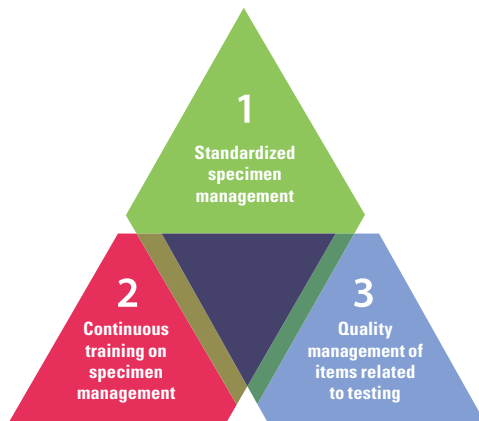 1
Standardized
specimen
management
2
Continuous
training on
specimen
management
3
Quality
management of
items related
to testing